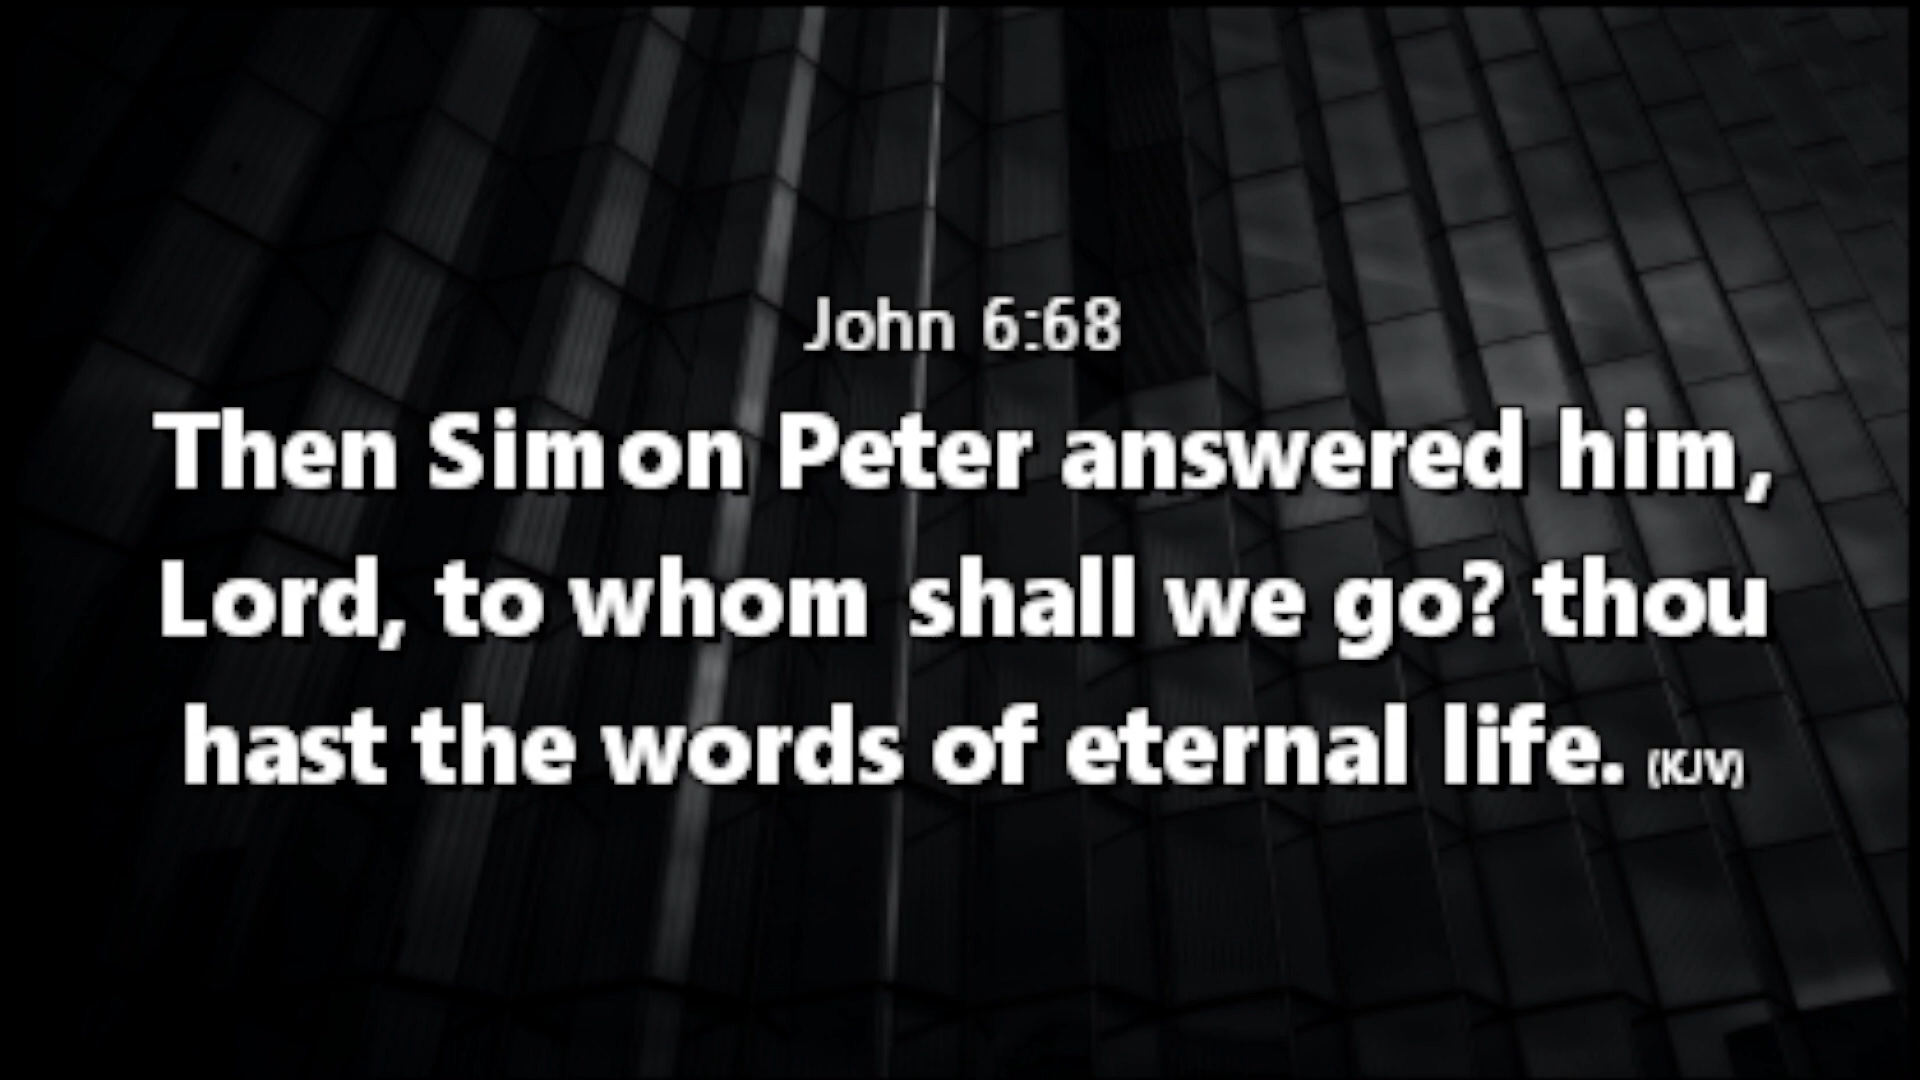 John 6:68
Then Simon Peter answered him,
Lord, to whom shall we go? thou
hast the words of eternal life. (KJV)